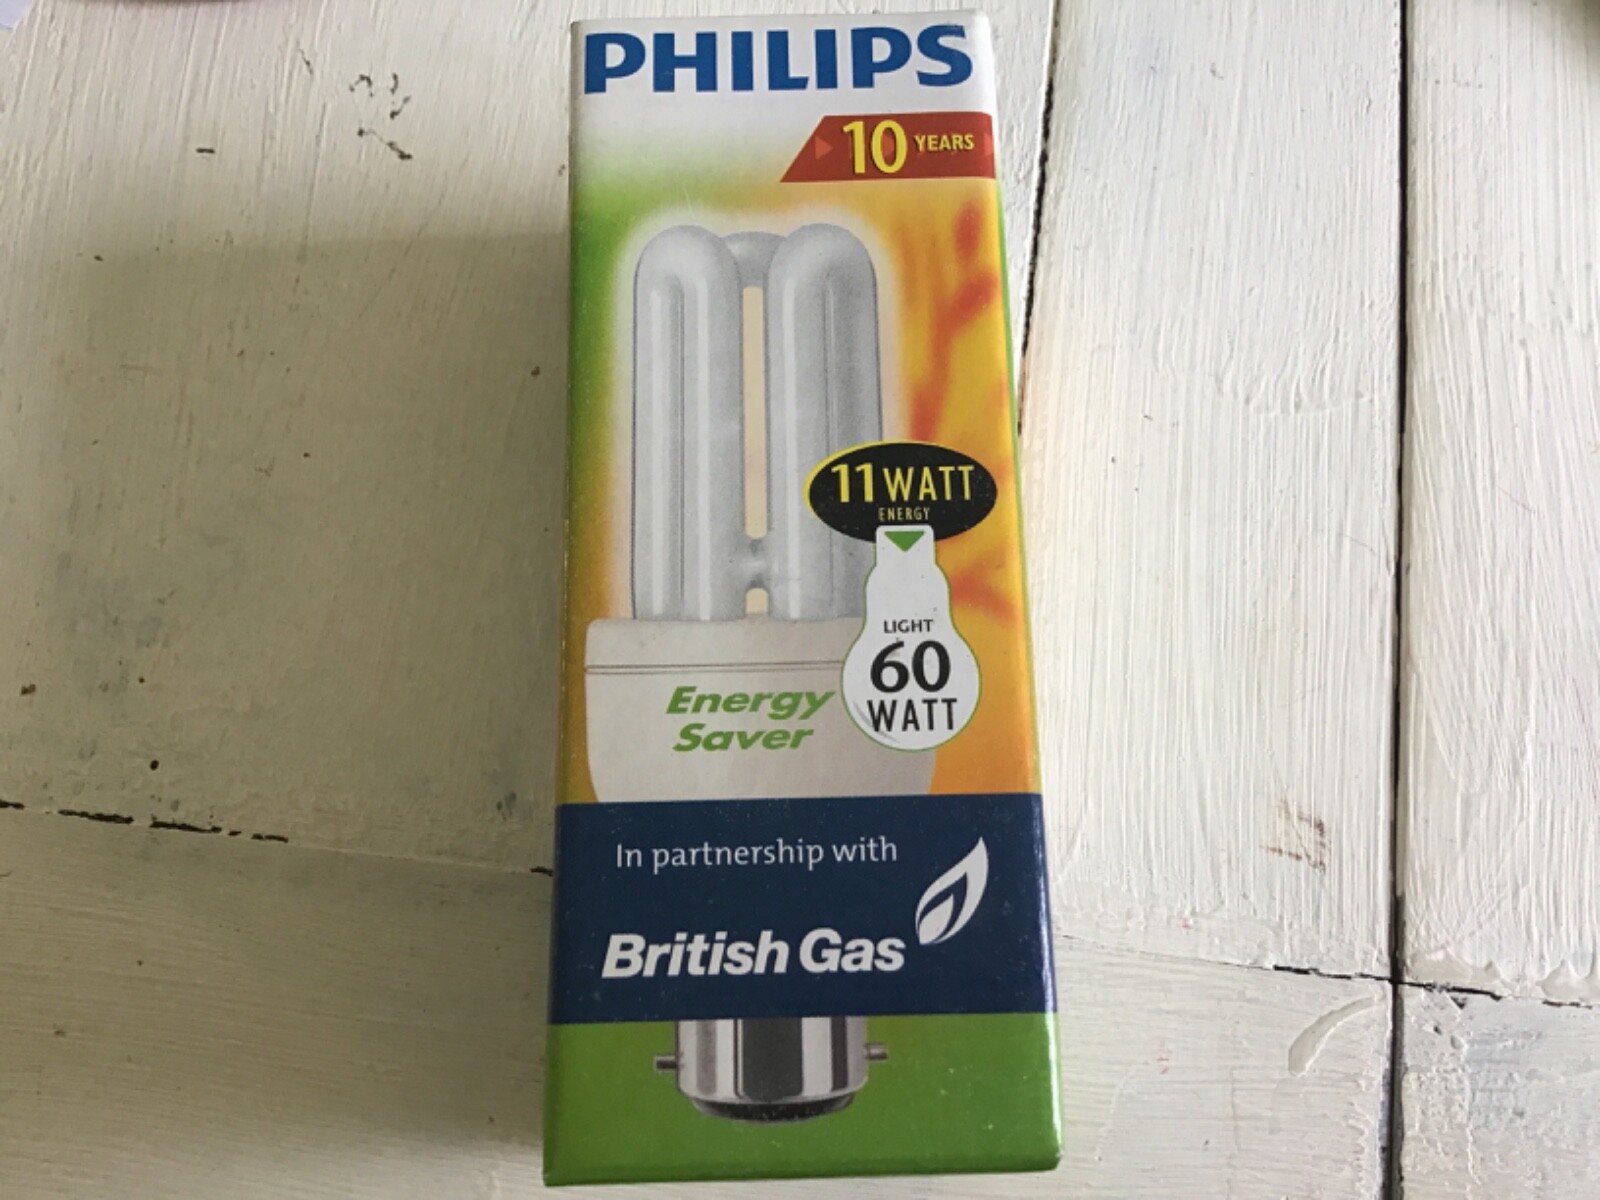 PHILIPS
10 YEARS
11 WATT
ENERGY
LIGHT
60
WATT
Energy
Saver
In partnership with
British Gas